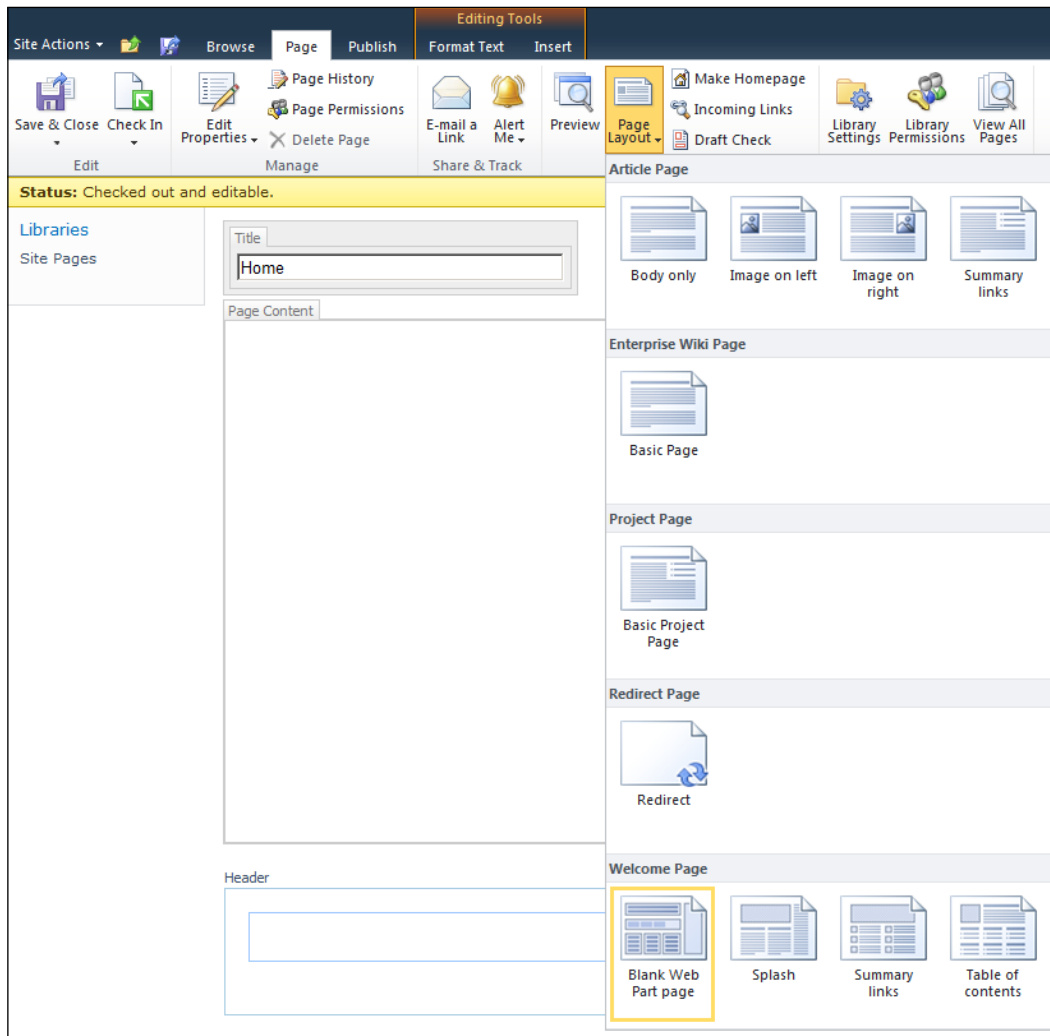 Editing Tools
Site Actions
Browse
Page
Publish
Format Text
Insert
Save & Close
Check In
Edit
Edit
Properties
Page History
Page Permissions
Delete Page
Manage
E-mail a
Link
Alert
Me
Share & Track
Preview
Page
Layout
Make Homepage
Incoming Links
Draft Check
Library
Settings
Library
Permissions
View All
Pages
Status: Checked out and editable.
Libraries
Site Pages
Title
Home
Page Content
Header
Article Page
Body only
Image on left
Image on
right
Summary
links
Enterprise Wiki Page
Basic Page
Project Page
Basic Project
Page
Redirect Page
Redirect
Welcome Page
Blank Web
Part page
Splash
Summary
links
Table of
contents